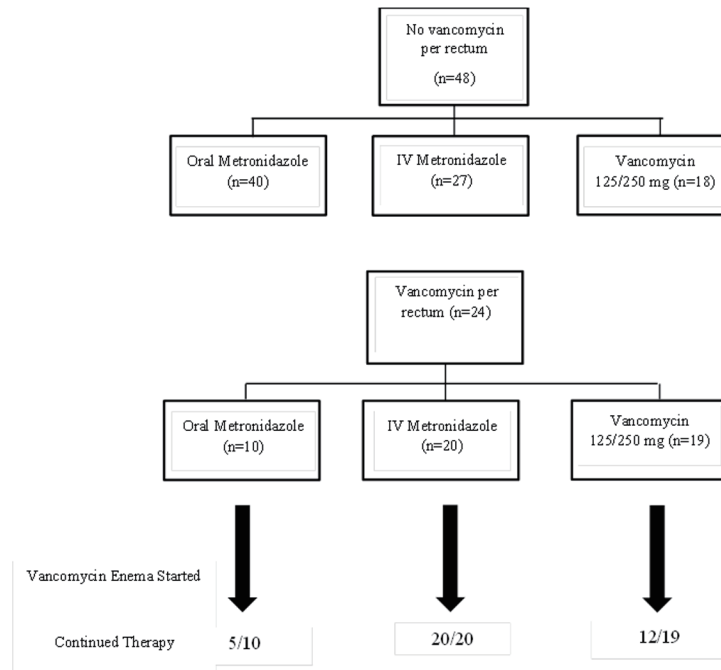 No vancomycin
per rectum
(n=48)
Oral Metronidazole
(n=40)
IV Metronidazole
(n=27)
Vancomycin
125/250 mg (n=18)
Vancomycin per
rectum (n=24)
Oral Metronidazole
(n=10)
IV Metronidazole
(n=20)
Vancomycin
125/250 mg (n=19)
Vancomycin Enema Started
Continued Therapy
5/10
20/20
12/19